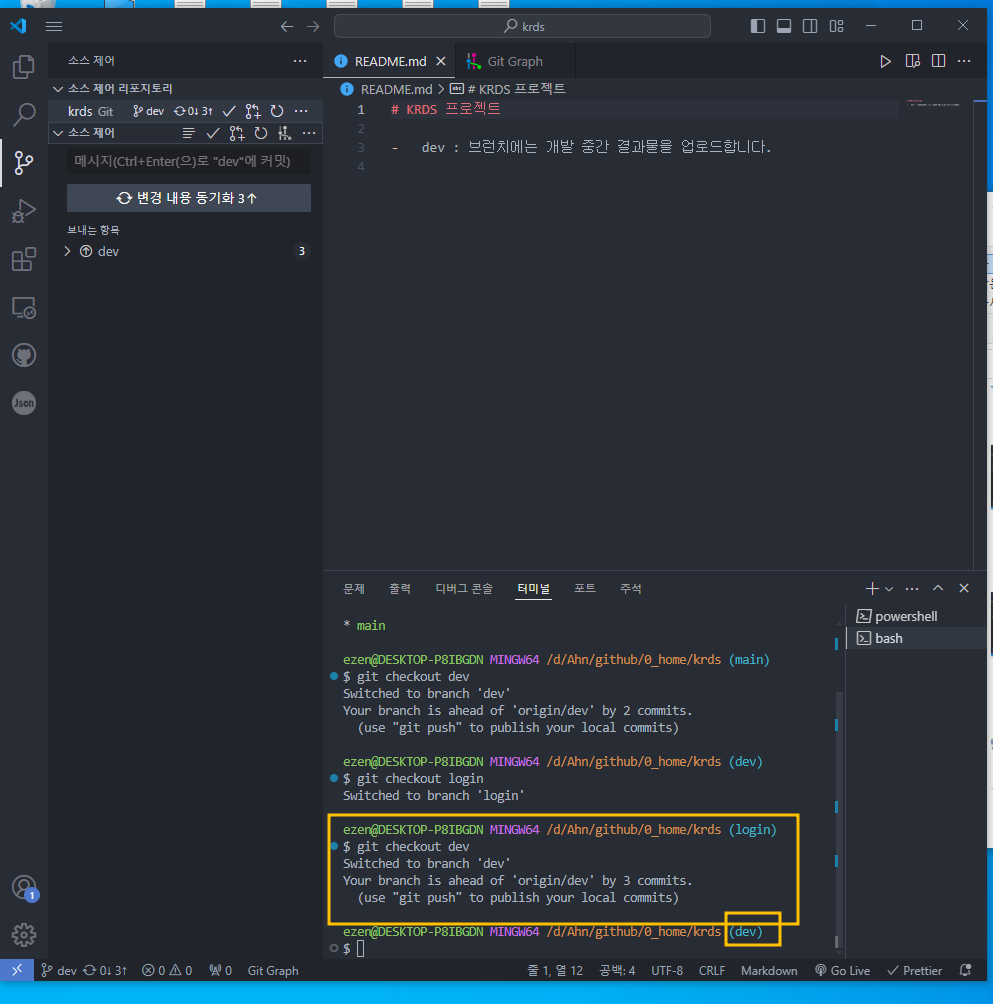 krds
소스 제어
README.md
Git Graph
소스 제어 리포지토리
README.md > # KRDS 프로젝트
krds Git dev 0↓ 3↑
소스 제어
메시지(Ctrl+Enter(으)로 "dev"에 커밋)
변경 내용 동기화 3↑
보내는 항목
dev 3
1 # KRDS 프로젝트
2
3 - dev : 브런치에는 개발 중간 결과물을 업로드합니다.
4
Json
문제 출력 디버그 콘솔 터미널 포트 주석
powershell
bash
* main
ezen@DESKTOP-P8IBGDN MINGW64 /d/Ahn/github/0_home/krds (main)
$ git checkout dev
Switched to branch 'dev'
Your branch is ahead of 'origin/dev' by 2 commits.
(use "git push" to publish your local commits)
ezen@DESKTOP-P8IBGDN MINGW64 /d/Ahn/github/0_home/krds (dev)
$ git checkout login
Switched to branch 'login'
ezen@DESKTOP-P8IBGDN MINGW64 /d/Ahn/github/0_home/krds (login)
$ git checkout dev
Switched to branch 'dev'
Your branch is ahead of 'origin/dev' by 3 commits.
(use "git push" to publish your local commits)
ezen@DESKTOP-P8IBGDN MINGW64 /d/Ahn/github/0_home/krds (dev)
$
1
dev 0↓ 3↑ 0 0 0 Git Graph 줄 1, 열 12 공백: 4 UTF-8 CRLF Markdown Go Live Prettier